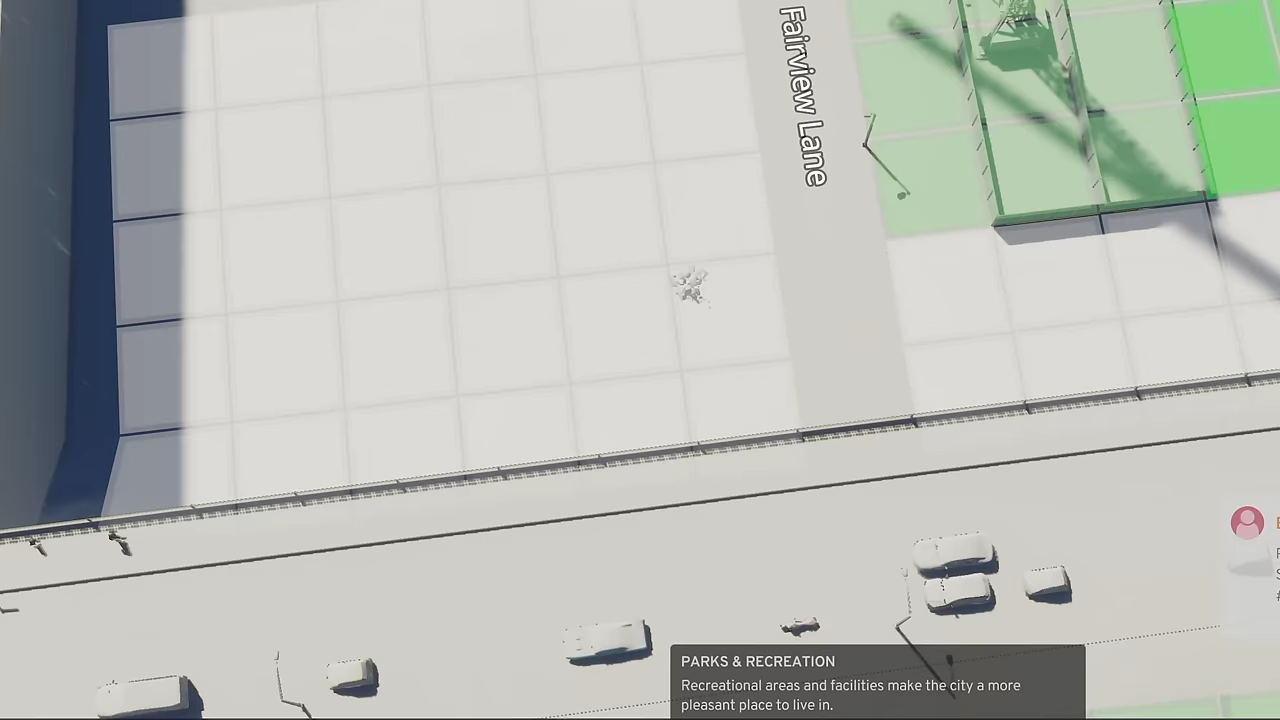 Fairview Lane
PARKS & RECREATION
Recreational areas and facilities make the city a more
pleasant place to live in.